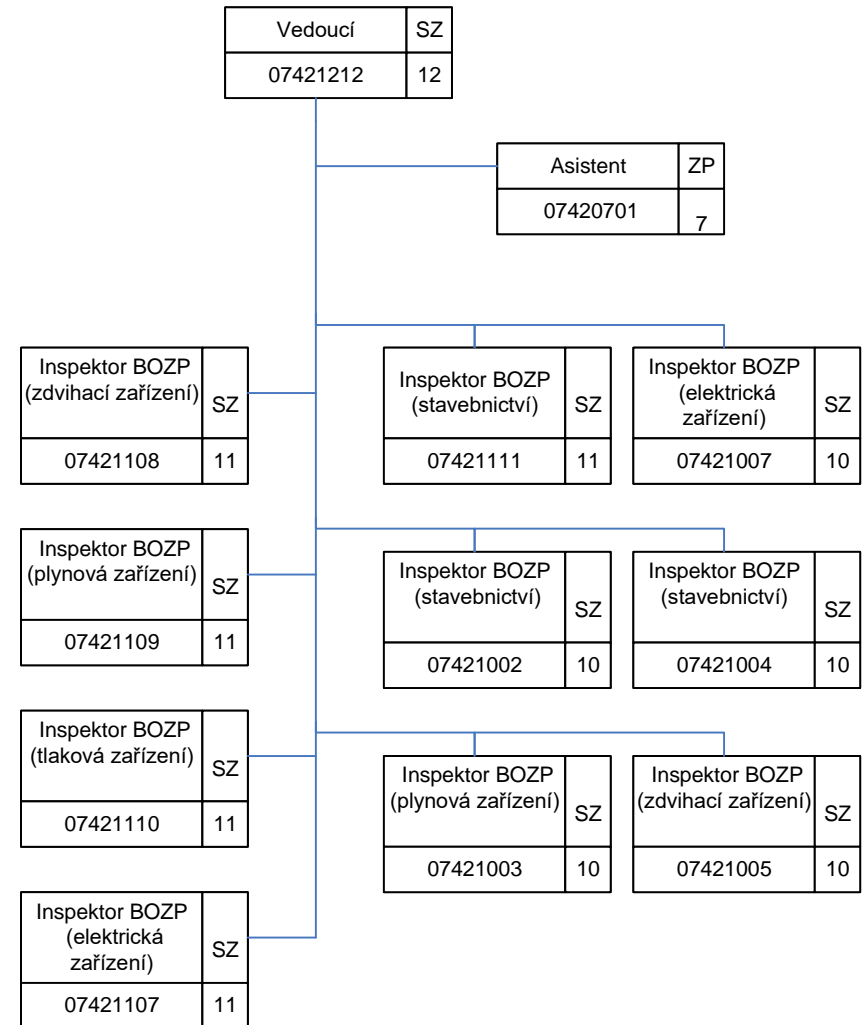 Vedoucí SZ
07421212 12
Asistent ZP
07420701 7
Inspektor BOZP
(zdvihací zařízení) SZ
07421108 11
Inspektor BOZP
(stavebnictví) SZ
07421111 11
Inspektor BOZP
(elektrická
zařízení) SZ
07421007 10
Inspektor BOZP
(plynová zařízení) SZ
07421109 11
Inspektor BOZP
(stavebnictví) SZ
07421002 10
Inspektor BOZP
(stavebnictví) SZ
07421004 10
Inspektor BOZP
(tlaková zařízení) SZ
07421110 11
Inspektor BOZP
(plynová zařízení) SZ
07421003 10
Inspektor BOZP
(zdvihací zařízení) SZ
07421005 10
Inspektor BOZP
(elektrická
zařízení) SZ
07421107 11